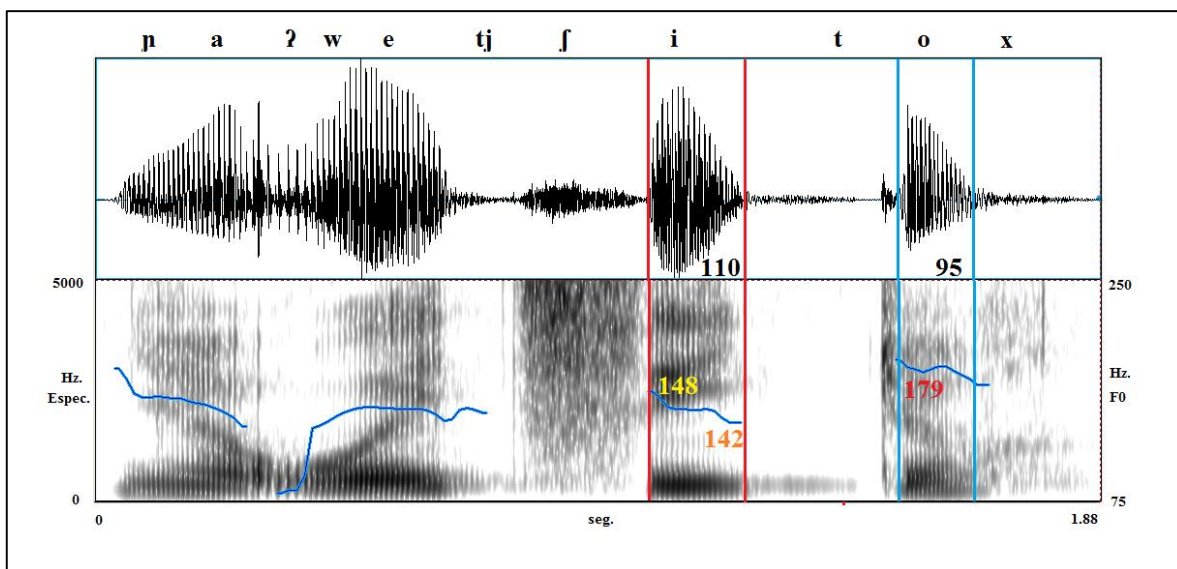 ɲ a ʔ w e tj ʃ i t o x
110 95
5000 250
148
Hz. Hz.
Espec. 179 F0
142
0 75
0 seg. 1.88